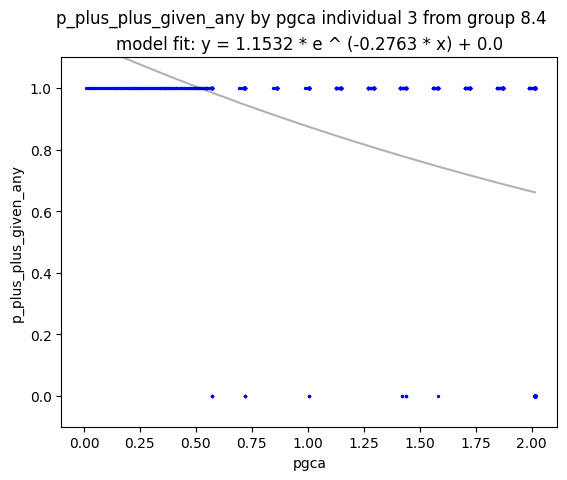 p_plus_plus_given_any by pgca individual 3 from group 8.4
model fit: y = 1.1532 * e ^ (-0.2763 * x) + 0.0
1.0
0.8
0.6
0.4
0.2
0.0
p_plus_plus_given_any
0.00 0.25 0.50 0.75 1.00 1.25 1.50 1.75 2.00
pgca